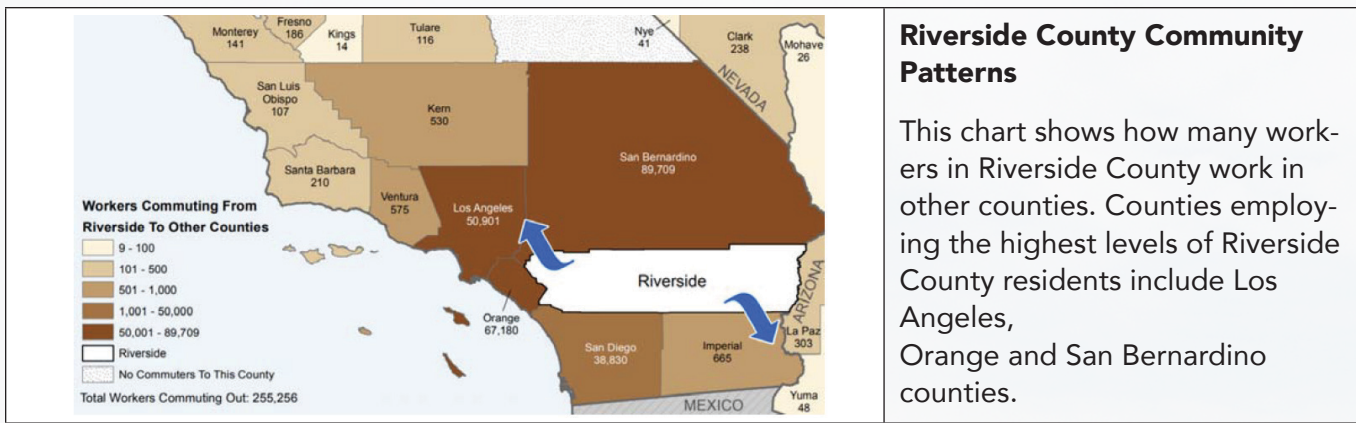 Monterey
141
Fresno
186
Kings
14
Tulare
116
Nye
41
Clark
238
Mohave
26
NEVADA
San Luis
Obispo
107
Kern
530
San Bernardino
89,709
Santa Barbara
210
Ventura
575
Los Angeles
50,901
Workers Commuting From
Riverside To Other Counties
9 - 100
101 - 500
501 - 1,000
1,001 - 50,000
50,001 - 89,709
Riverside
No Commuters To This County
Total Workers Commuting Out: 255,256
Riverside
ARIZONA
Orange
67,180
San Diego
38,830
Imperial
665
La Paz
303
MEXICO
Yuma
48
Riverside County Community
Patterns
This chart shows how many work-
ers in Riverside County work in
other counties. Counties employ-
ing the highest levels of Riverside
County residents include Los
Angeles,
Orange and San Bernardino
counties.